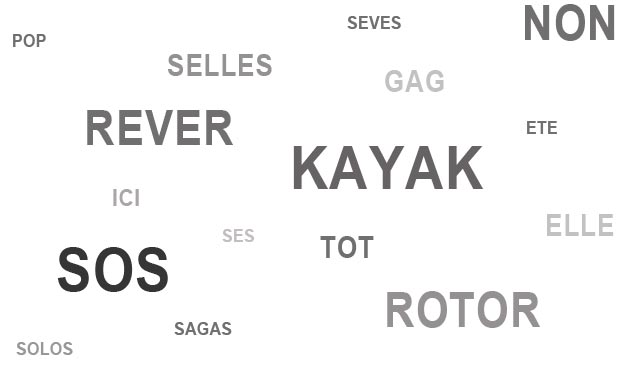 NON
SEVES
POP
SELLES
GAG
REVER
ETE
KAYAK
ICI
ELLE
SES
TOT
SOS
ROTOR
SAGAS
SOLOS